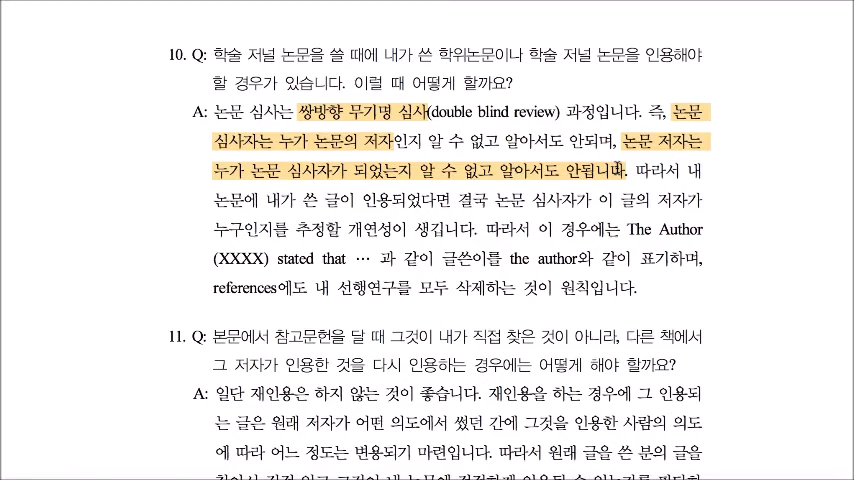 10. Q: 학술 저널 논문을 쓸 때에 내가 쓴 학위논문이나 학술 저널 논문을 인용해야
할 경우가 있습니다. 이럴 때 어떻게 할까요?
A: 논문 심사는 쌍방향 무기명 심사(double blind review) 과정입니다. 즉, 논문
심사자는 누가 논문의 저자인지 알 수 없고 알아서도 안되며, 논문 저자는
누가 논문 심사자가 되었는지 알 수 없고 알아서도 안됩니다. 따라서 내
논문에 내가 쓴 글이 인용되었다면 결국 논문 심사자가 이 글의 저자가
누구인지를 추정할 개연성이 생깁니다. 따라서 이 경우에는 The Author
(XXXX) stated that … 과 같이 글쓴이를 the author와 같이 표기하며,
references에도 내 선행연구를 모두 삭제하는 것이 원칙입니다.
11. Q: 본문에서 참고문헌을 달 때 그것이 내가 직접 찾은 것이 아니라, 다른 책에서
그 저자가 인용한 것을 다시 인용하는 경우에는 어떻게 해야 할까요?
A: 일단 재인용은 하지 않는 것이 좋습니다. 재인용을 하는 경우에 그 인용되
는 글은 원래 저자가 어떤 의도에서 썼던 간에 그것을 인용한 사람의 의도
에 따라 어느 정도는 변용되기 마련입니다. 따라서 원래 글을 쓴 분의 글을